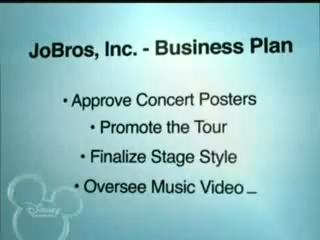 JoBros, Inc. - Business Plan
• Approve Concert Posters
• Promote the Tour
• Finalize Stage Style
• Oversee Music Video _
Disney